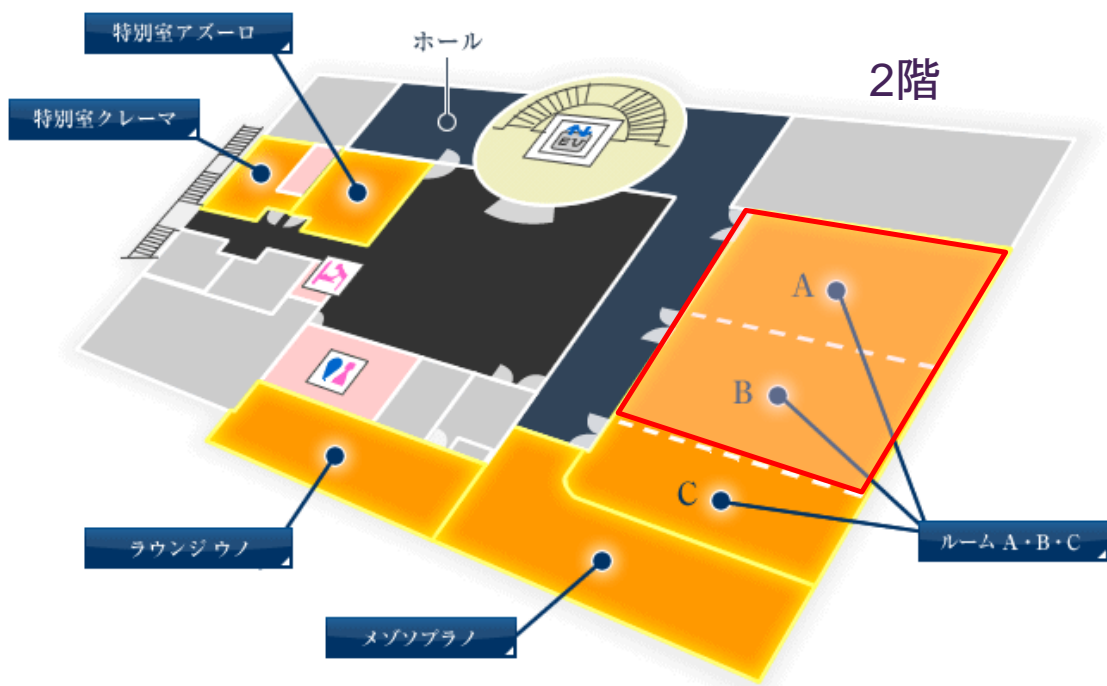 特別室アズーロ
ホール
2階
特別室クレーマ
EV
A
B
C
ラウンジ ウノ
ルーム A・B・C
メゾソプラノ